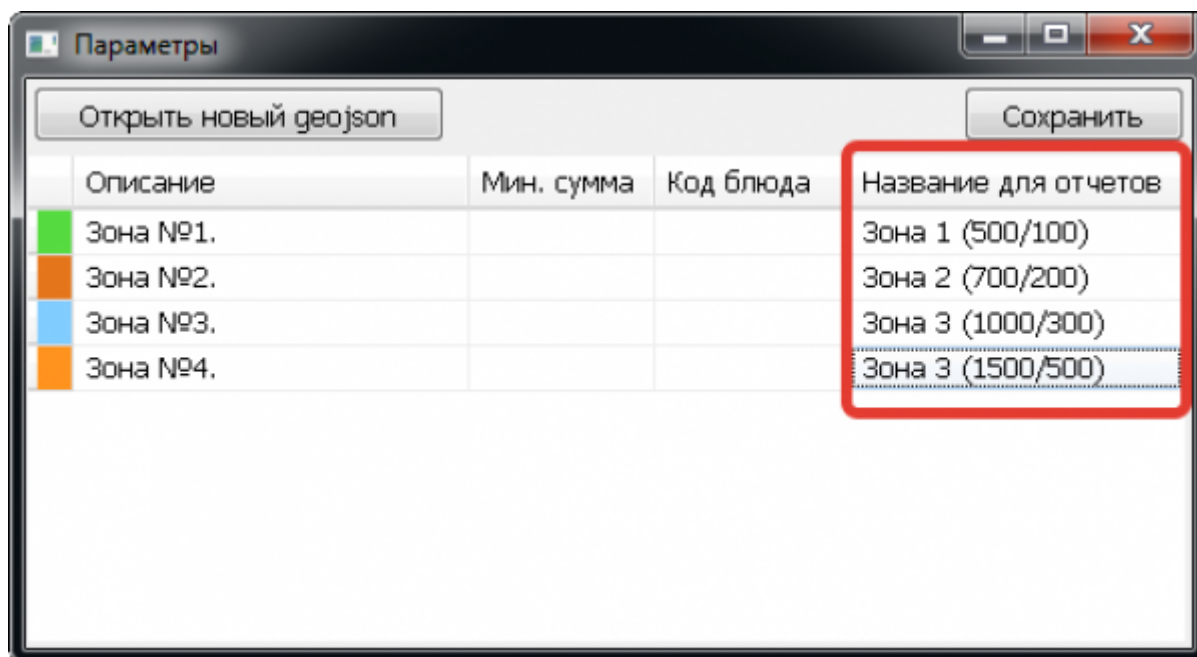 Параметры
Открыть новый geojson Сохранить
Описание Мин. сумма Код блюда Название для отчетов
Зона №1. Зона 1 (500/100)
Зона №2. Зона 2 (700/200)
Зона №3. Зона 3 (1000/300)
Зона №4. Зона 3 (1500/500)